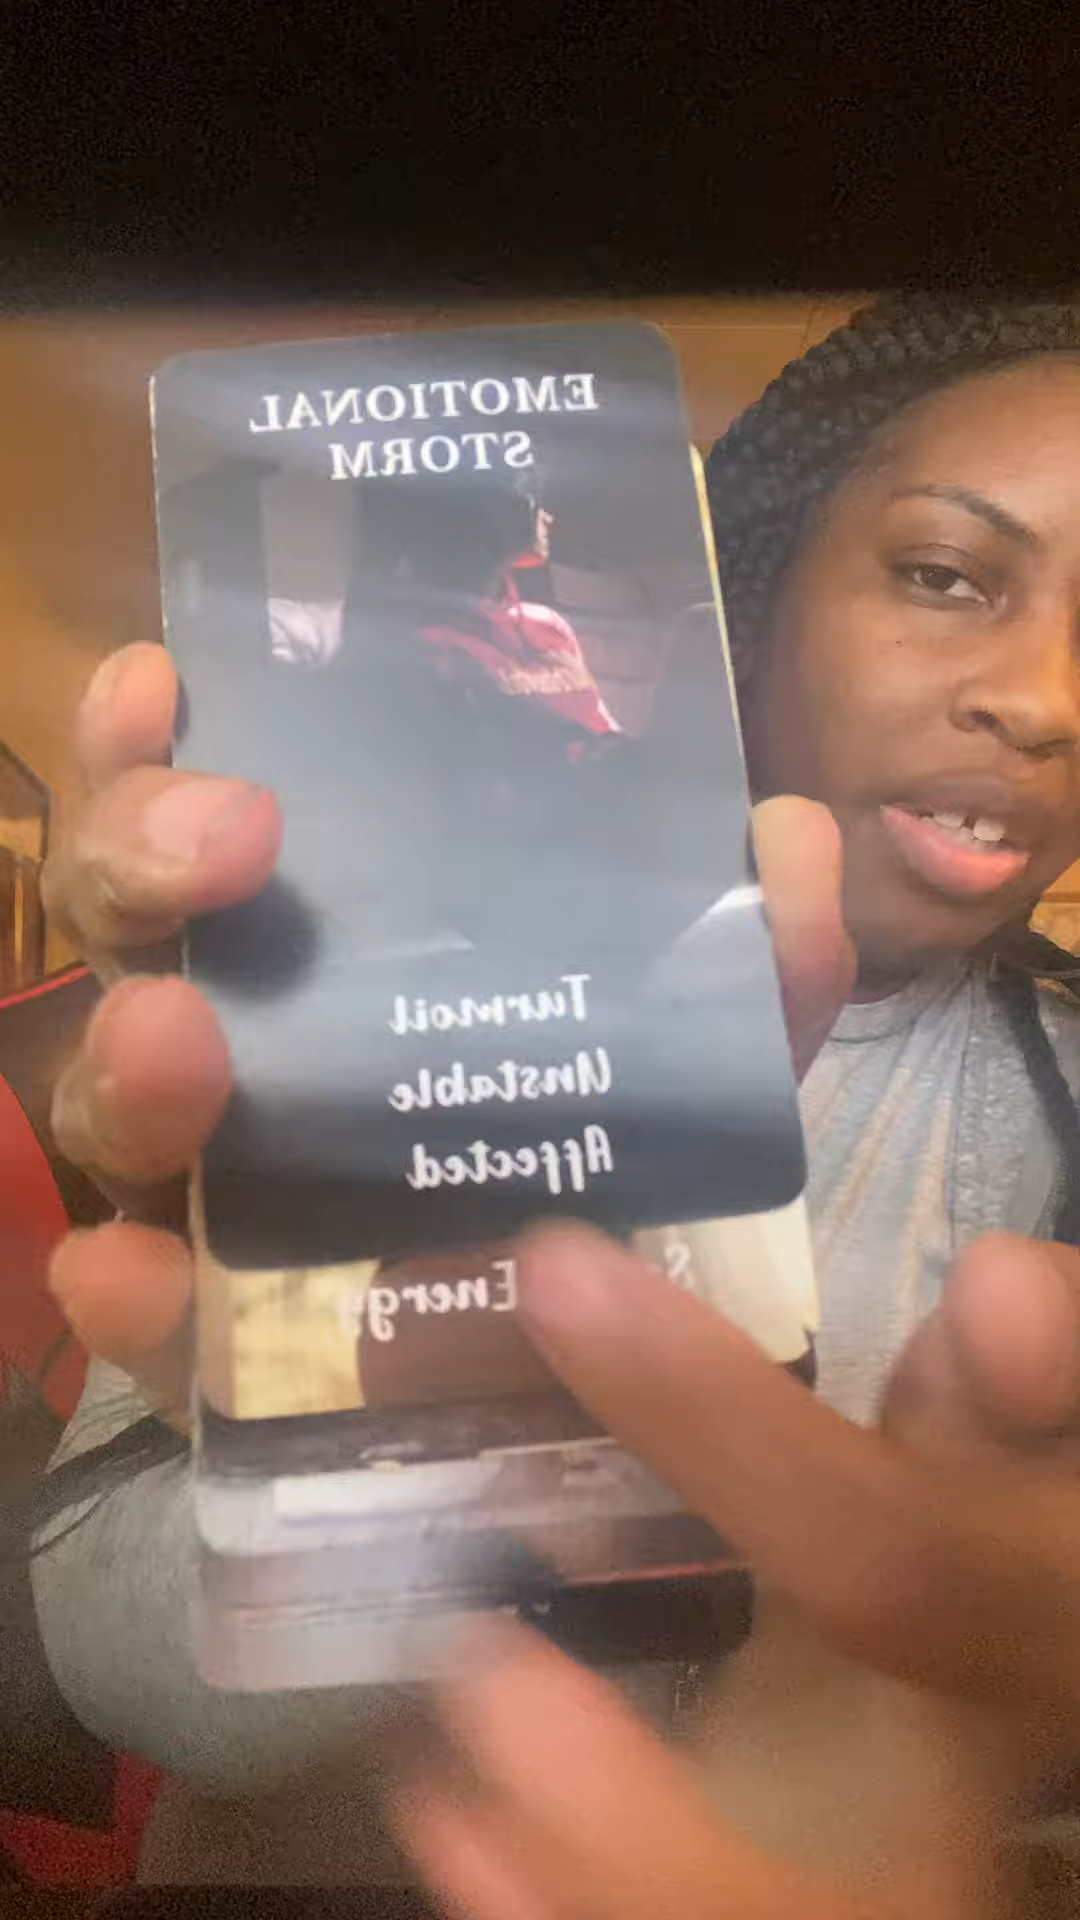 EMOTIONAL
STORM
Turmoil
Unstable
Affected
Energy